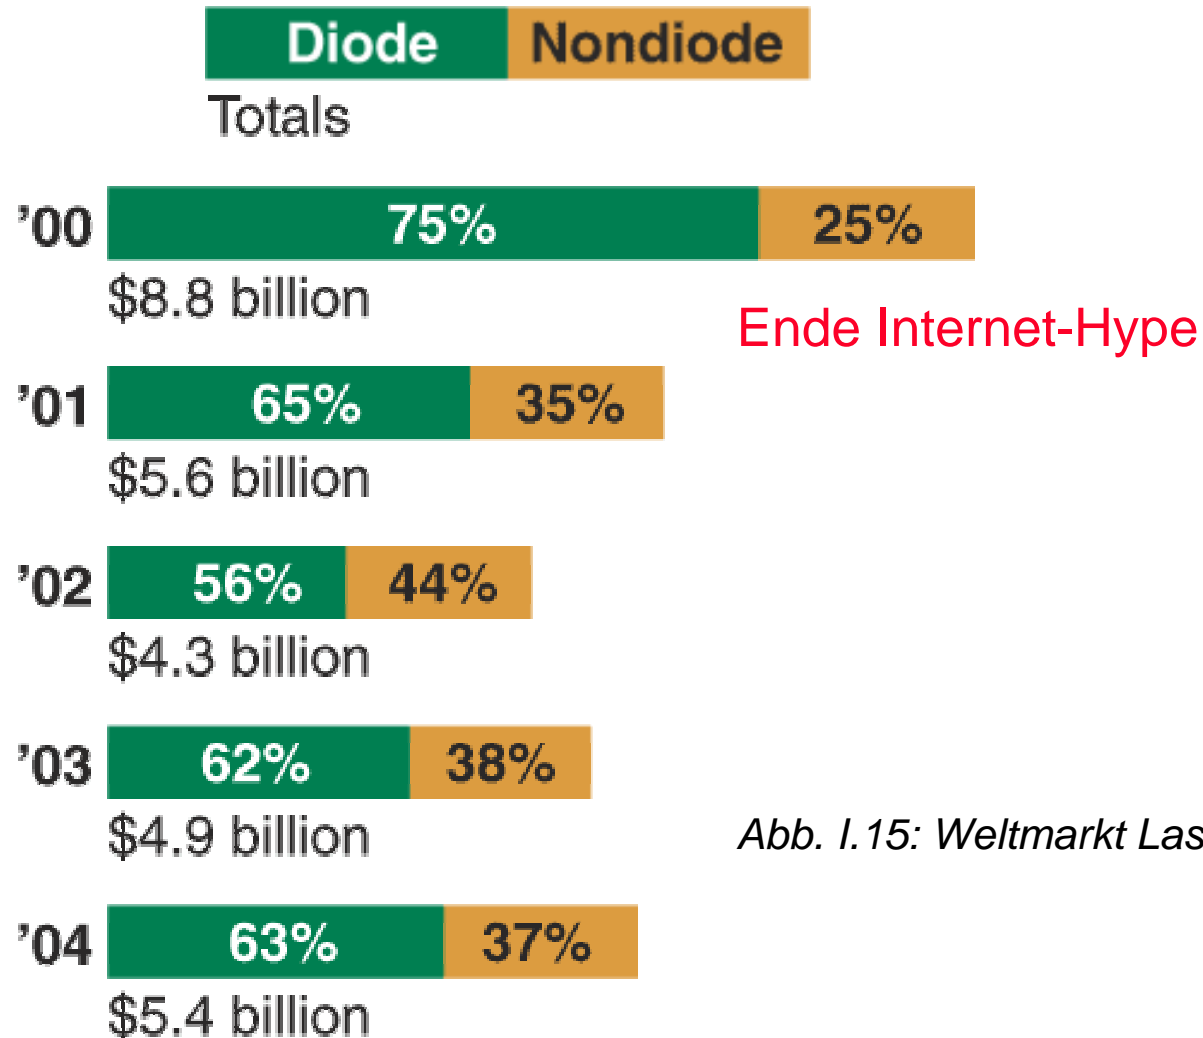 Diode Nondiode
Totals
’00 75% 25%
$8.8 billion
Ende Internet-Hype
’01 65% 35%
$5.6 billion
’02 56% 44%
$4.3 billion
’03 62% 38%
$4.9 billion
Abb. I.15: Weltmarkt Las
’04 63% 37%
$5.4 billion